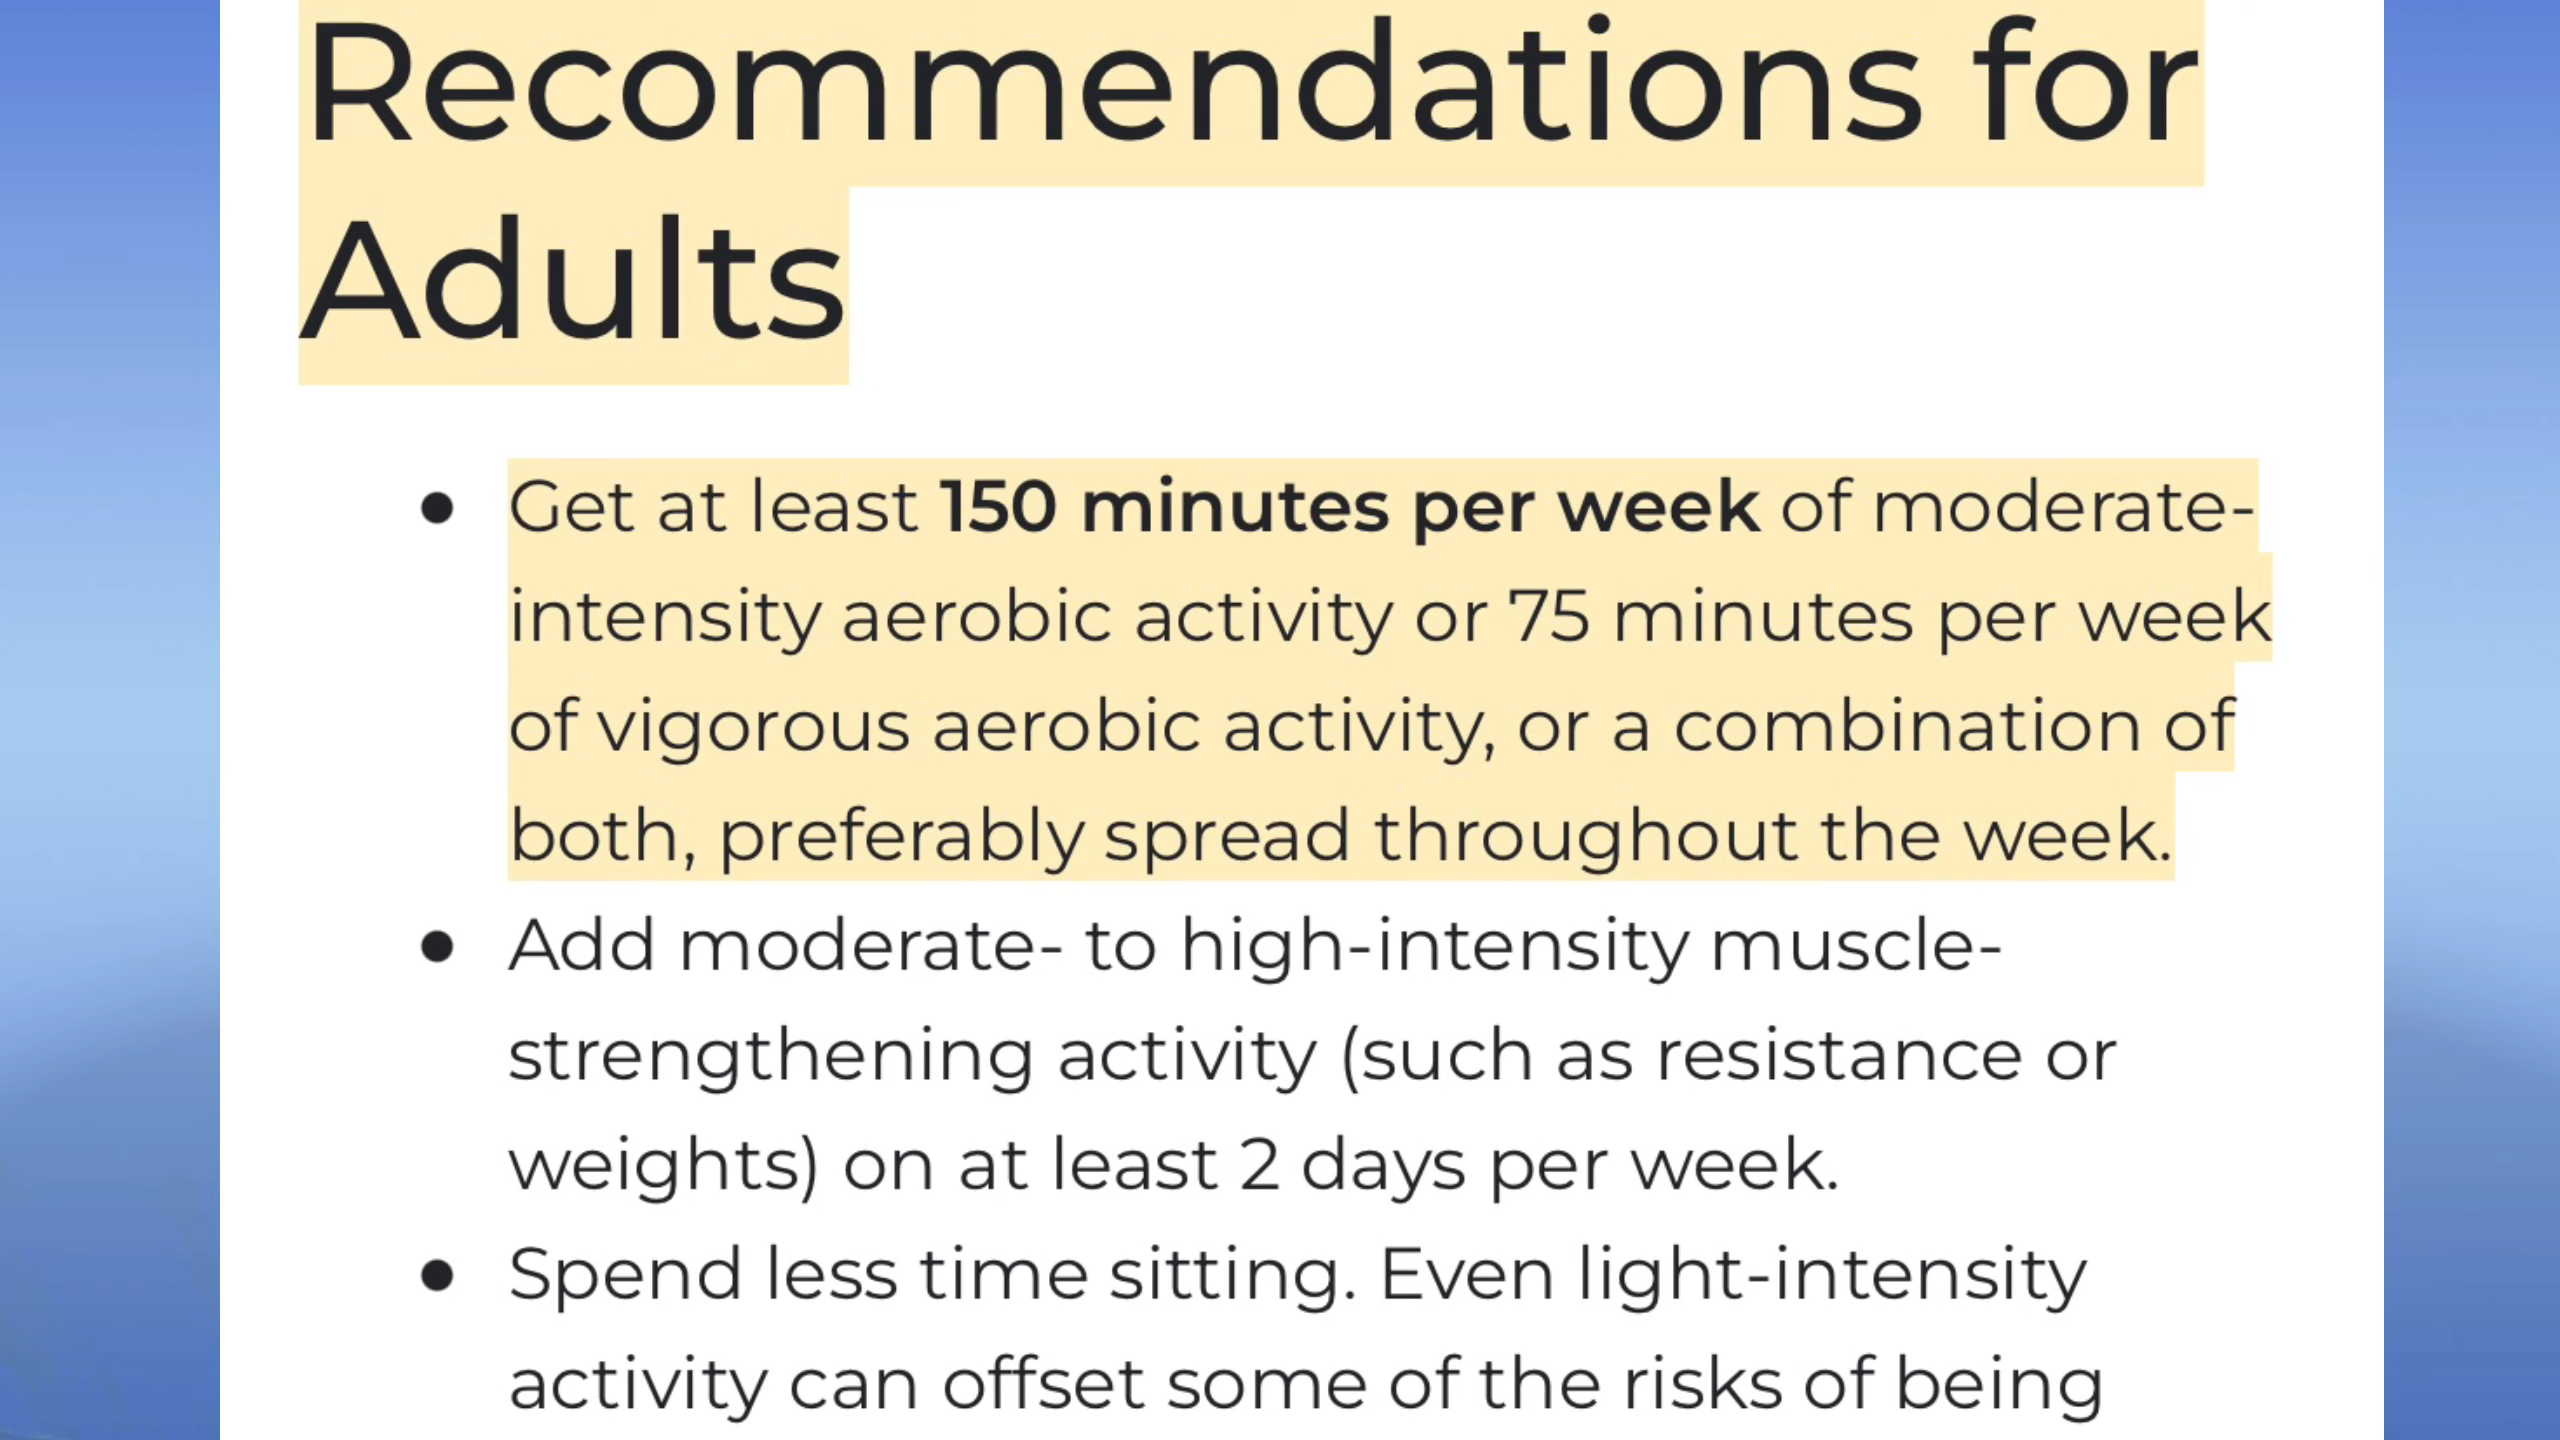 Recommendations for
Adults
● Get at least 150 minutes per week of moderate-
intensity aerobic activity or 75 minutes per week
of vigorous aerobic activity, or a combination of
both, preferably spread throughout the week.
● Add moderate- to high-intensity muscle-
strengthening activity (such as resistance or
weights) on at least 2 days per week.
● Spend less time sitting. Even light-intensity
activity can offset some of the risks of being